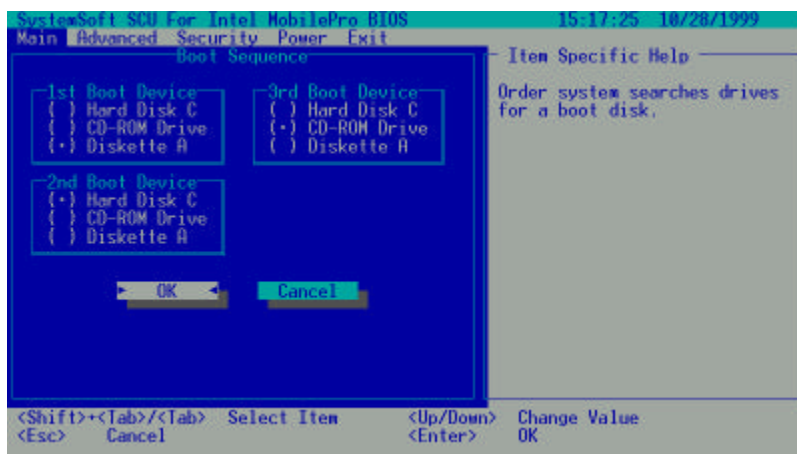 SystemSoft SCU For Intel MobilePro BIOS 15:17:25 10/28/1999
Main Advanced Security Power Exit
Boot Sequence
1st Boot Device
( ) Hard Disk C
( ) CD-ROM Drive
(·) Diskette A
3rd Boot Device
( ) Hard Disk C
(·) CD-ROM Drive
( ) Diskette A
2nd Boot Device
(·) Hard Disk C
( ) CD-ROM Drive
( ) Diskette A
OK Cancel
Item Specific Help
Order system searches drives
for a boot disk.
<Shift>+<Tab>/<Tab> Select Item <Up/Down> Change Value
<Esc> Cancel <Enter> OK